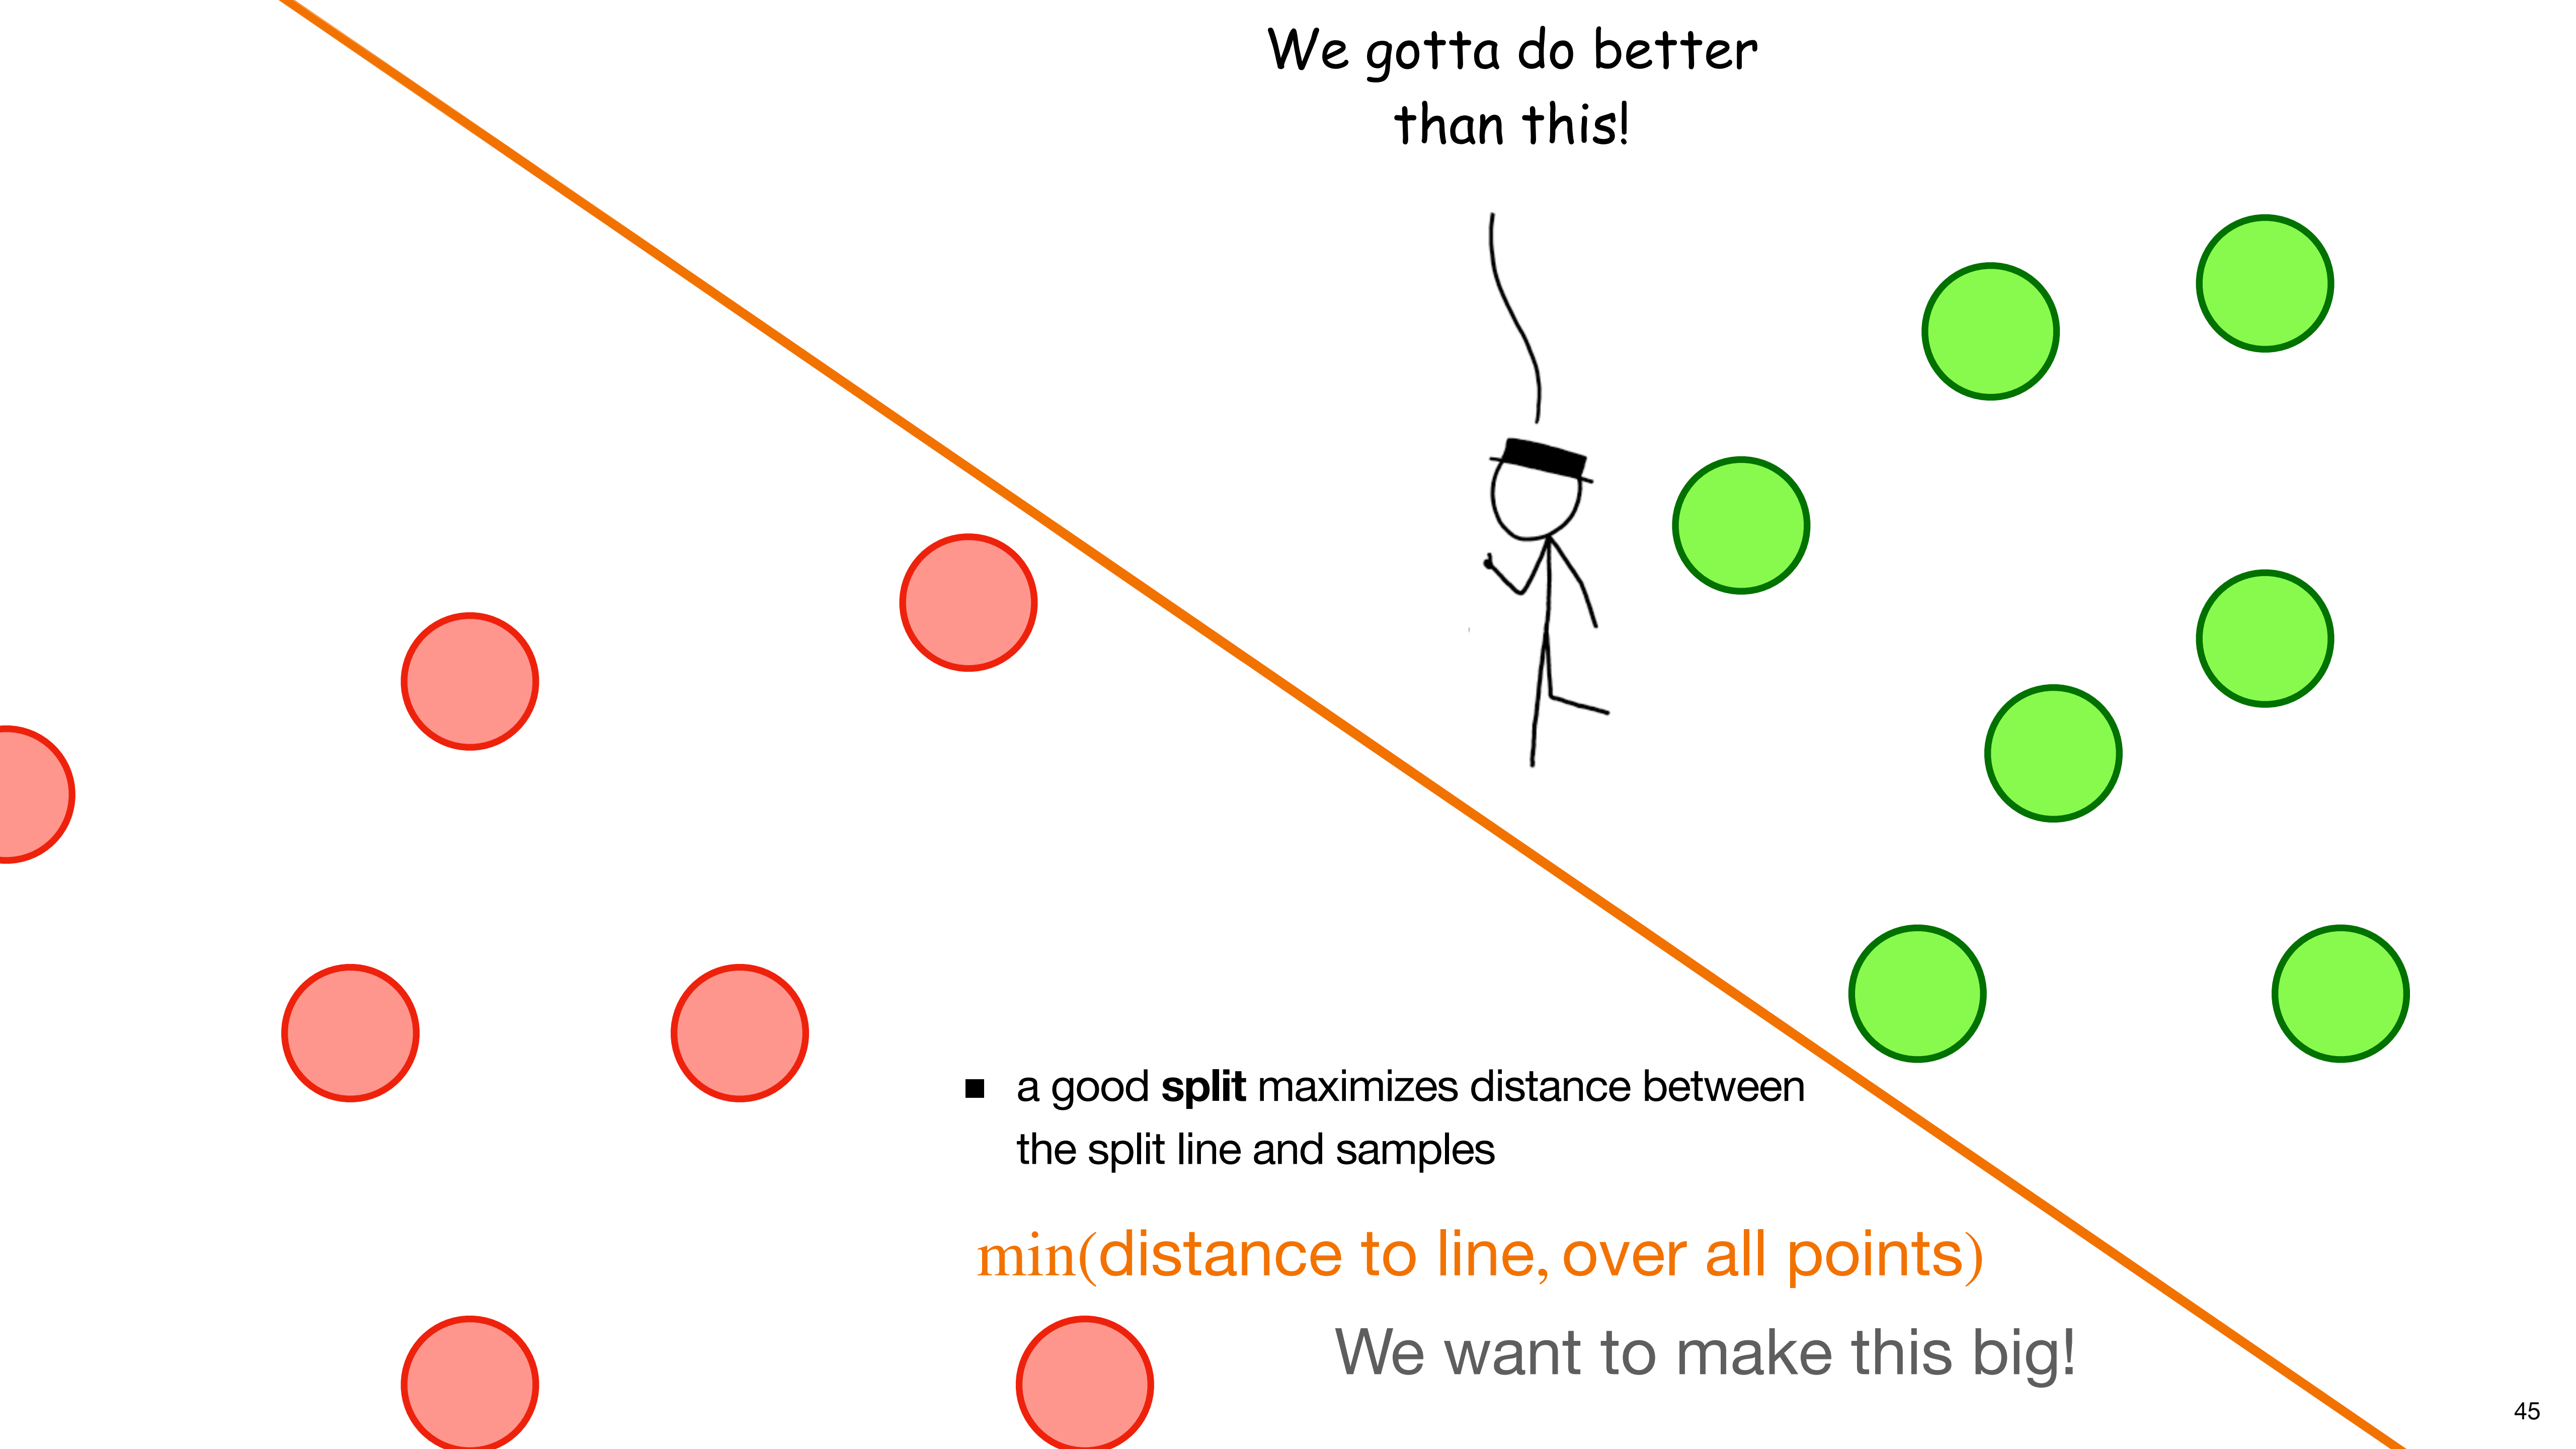 We gotta do better
than this!
■ a good split maximizes distance between
the split line and samples
min(distance to line, over all points)
We want to make this big!
45